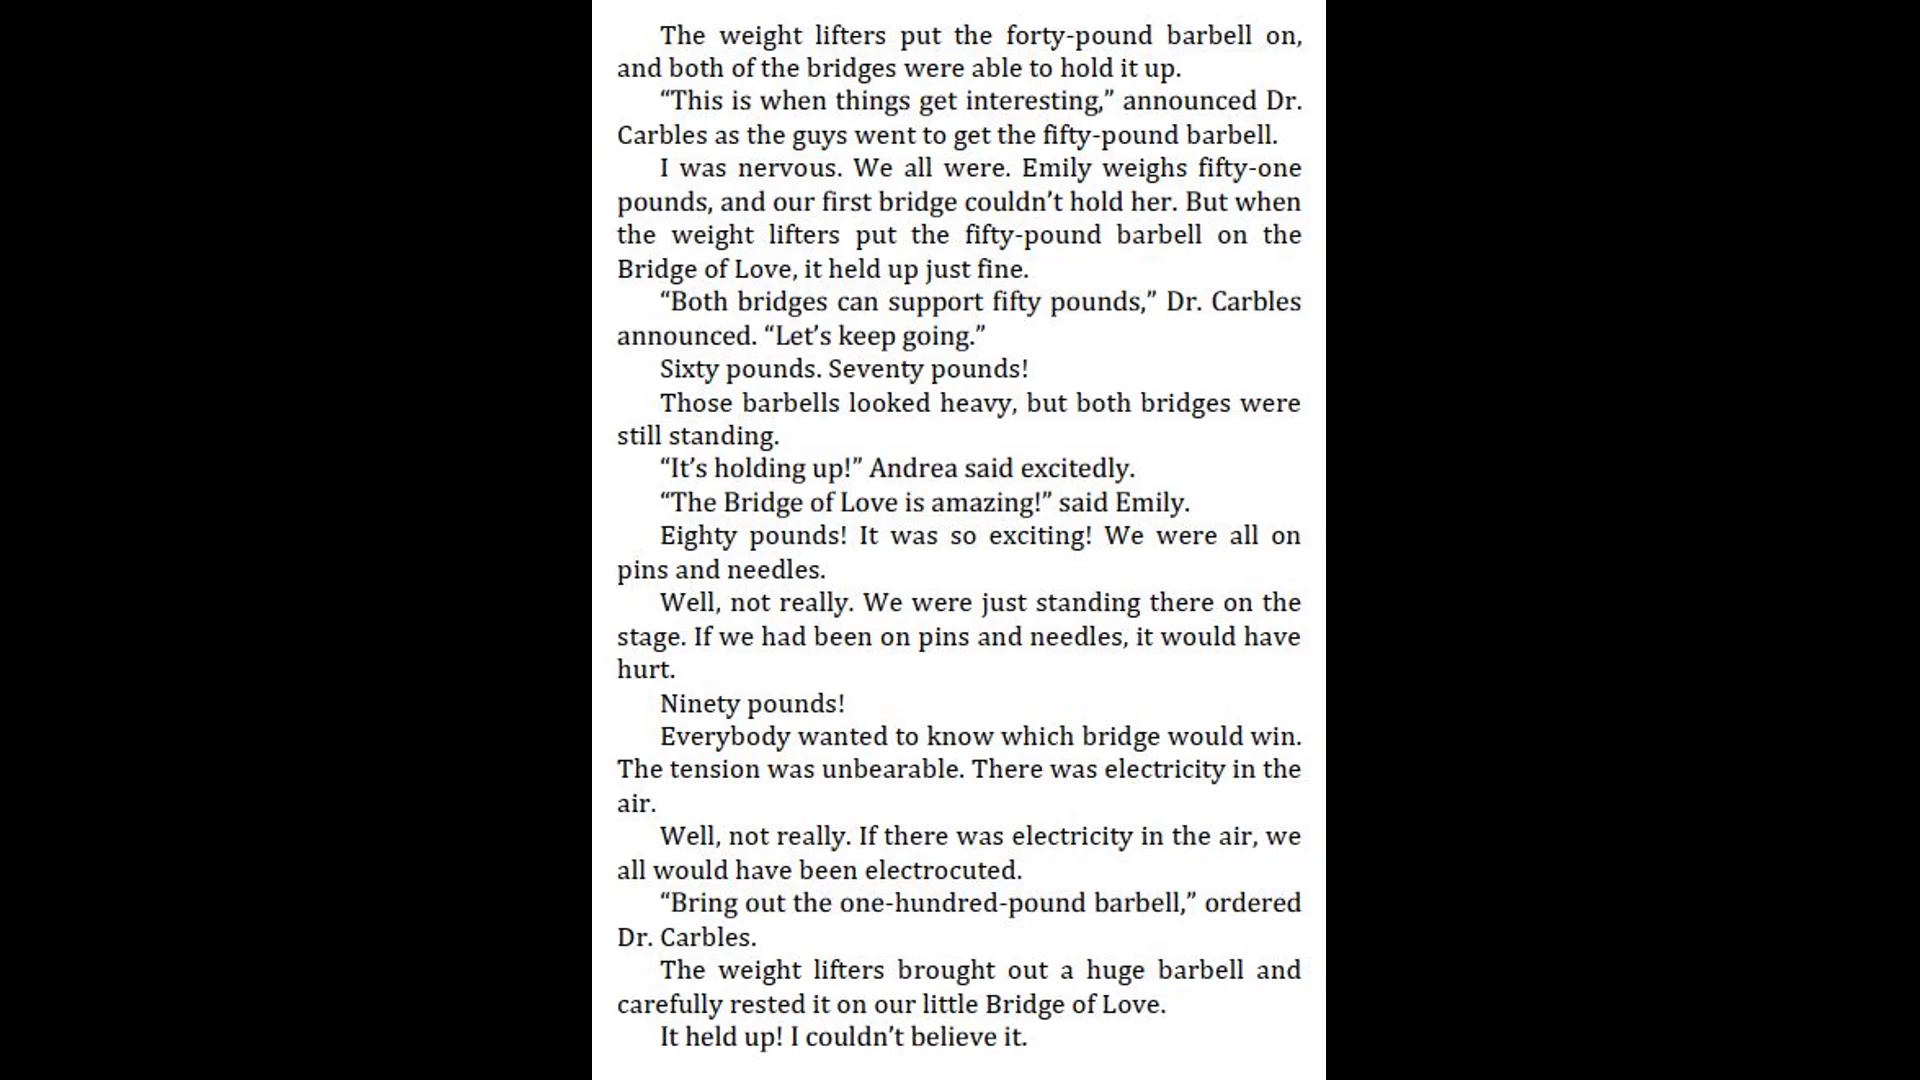 The weight lifters put the forty-pound barbell on,
and both of the bridges were able to hold it up.
“This is when things get interesting,” announced Dr.
Carbles as the guys went to get the fifty-pound barbell.
I was nervous. We all were. Emily weighs fifty-one
pounds, and our first bridge couldn’t hold her. But when
the weight lifters put the fifty-pound barbell on the
Bridge of Love, it held up just fine.
“Both bridges can support fifty pounds,” Dr. Carbles
announced. “Let’s keep going.”
Sixty pounds. Seventy pounds!
Those barbells looked heavy, but both bridges were
still standing.
“It’s holding up!” Andrea said excitedly.
“The Bridge of Love is amazing!” said Emily.
Eighty pounds! It was so exciting! We were all on
pins and needles.
Well, not really. We were just standing there on the
stage. If we had been on pins and needles, it would have
hurt.
Ninety pounds!
Everybody wanted to know which bridge would win.
The tension was unbearable. There was electricity in the
air.
Well, not really. If there was electricity in the air, we
all would have been electrocuted.
“Bring out the one-hundred-pound barbell,” ordered
Dr. Carbles.
The weight lifters brought out a huge barbell and
carefully rested it on our little Bridge of Love.
It held up! I couldn’t believe it.